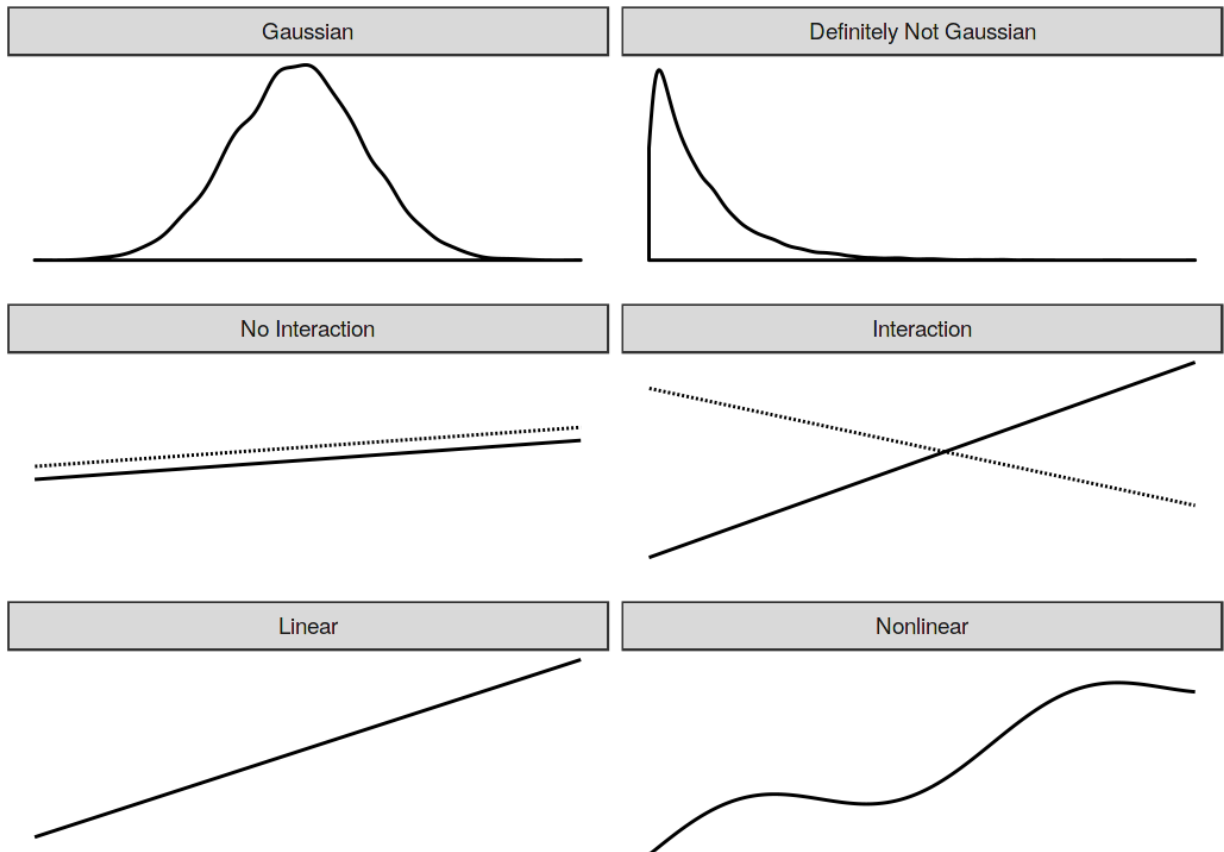 Gaussian
Definitely Not Gaussian
No Interaction
Interaction
Linear
Nonlinear